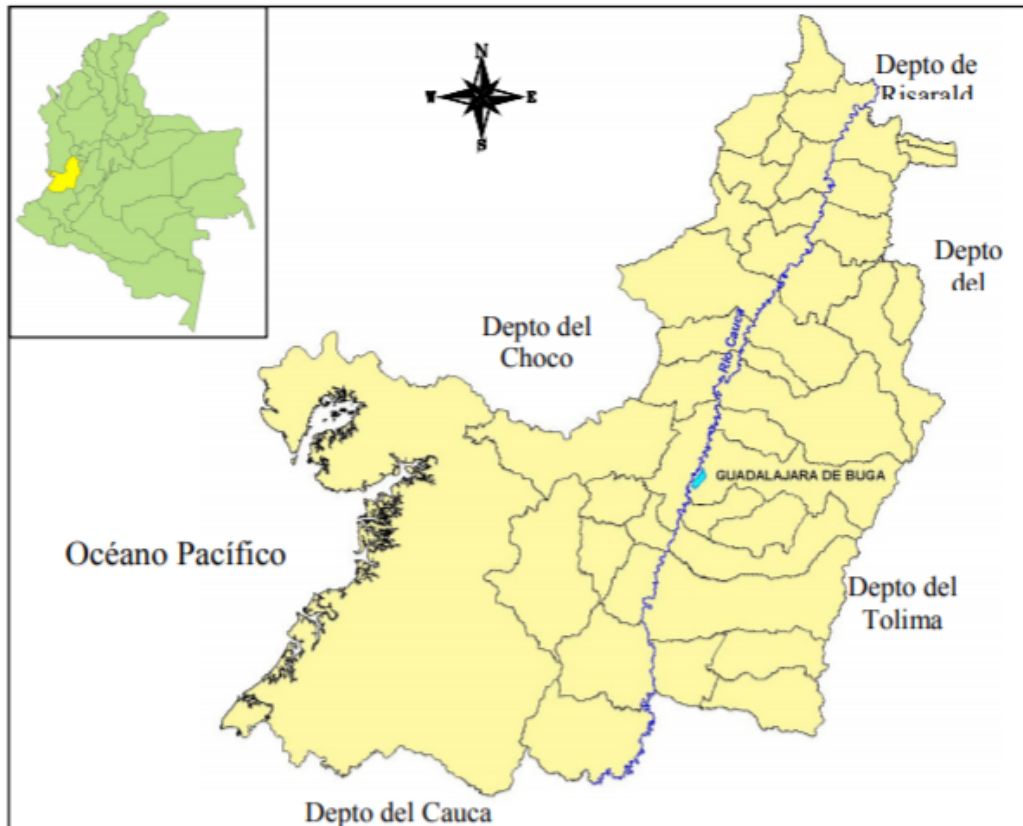 N
W E
S
Depto de
Risarald
Depto
del
Depto del
Choco
Río Cauca
GUADALAJARA DE BUGA
Océano Pacífico
Depto del
Tolima
Depto del Cauca